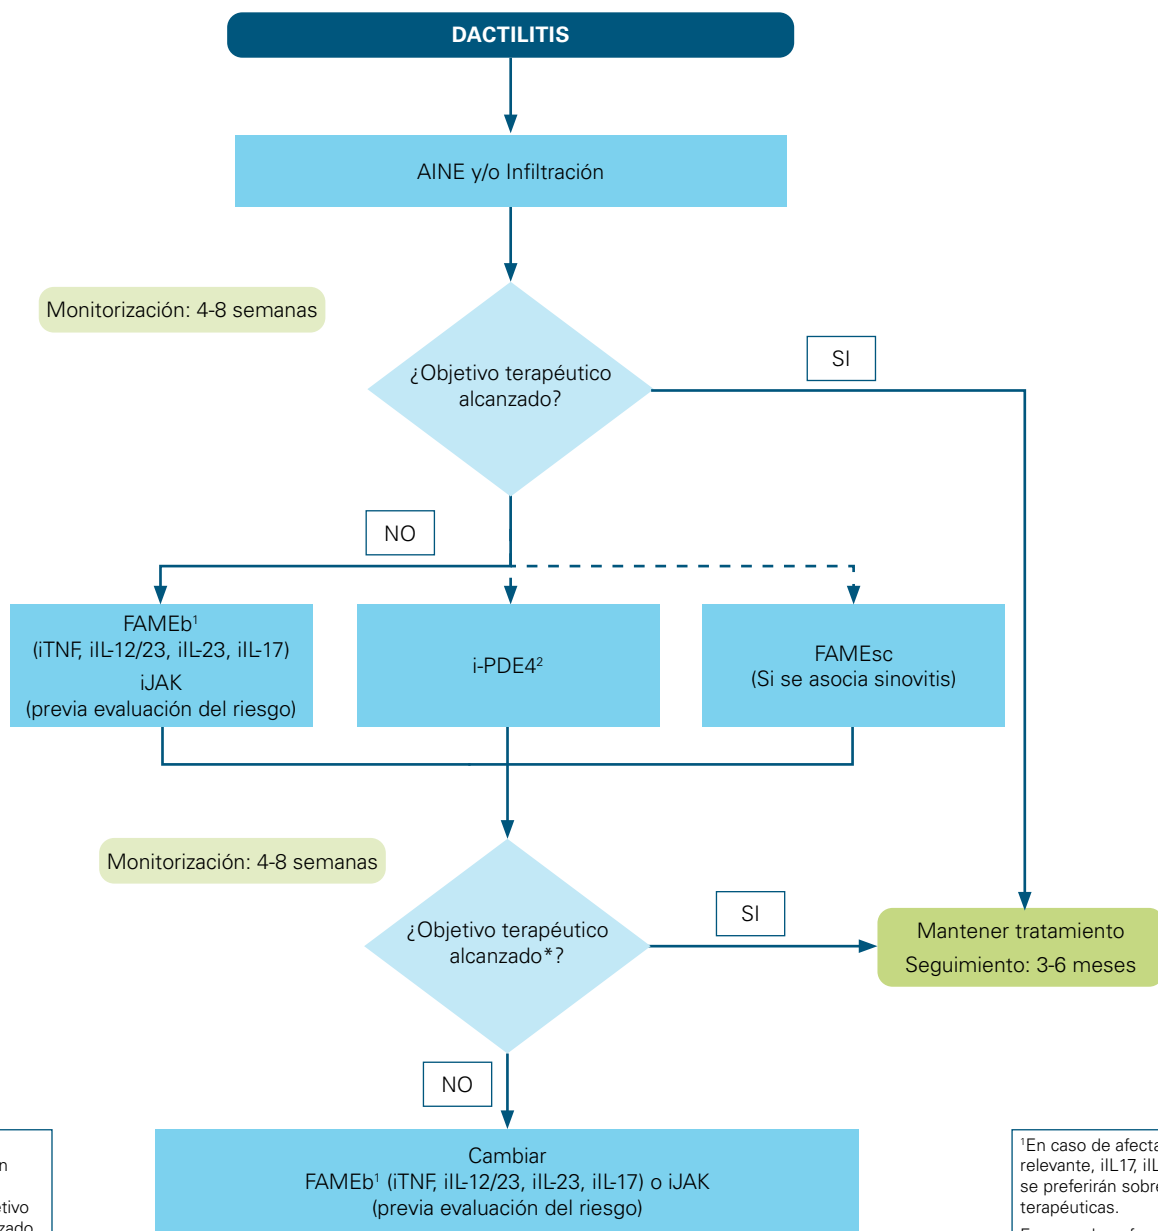 DACTILITIS
AINE y/o Infiltración
Monitorización: 4-8 semanas
¿Objetivo terapéutico
alcanzado?
SI
NO
FAMEb¹
(iTNF, iIL-12/23, iIL-23, iIL-17)
iJAK
(previa evaluación del riesgo)
i-PDE4²
FAMEsc
(Si se asocia sinovitis)
Monitorización: 4-8 semanas
¿Objetivo terapéutico
alcanzado*?
SI
Mantener tratamiento
Seguimiento: 3-6 meses
NO
Cambiar
FAMEb¹ (iTNF, iIL-12/23, iIL-23, iIL-17) o iJAK
(previa evaluación del riesgo)
¹En caso de afecta
relevante, iIL17, iIL
se preferirán sobre
terapéuticas.